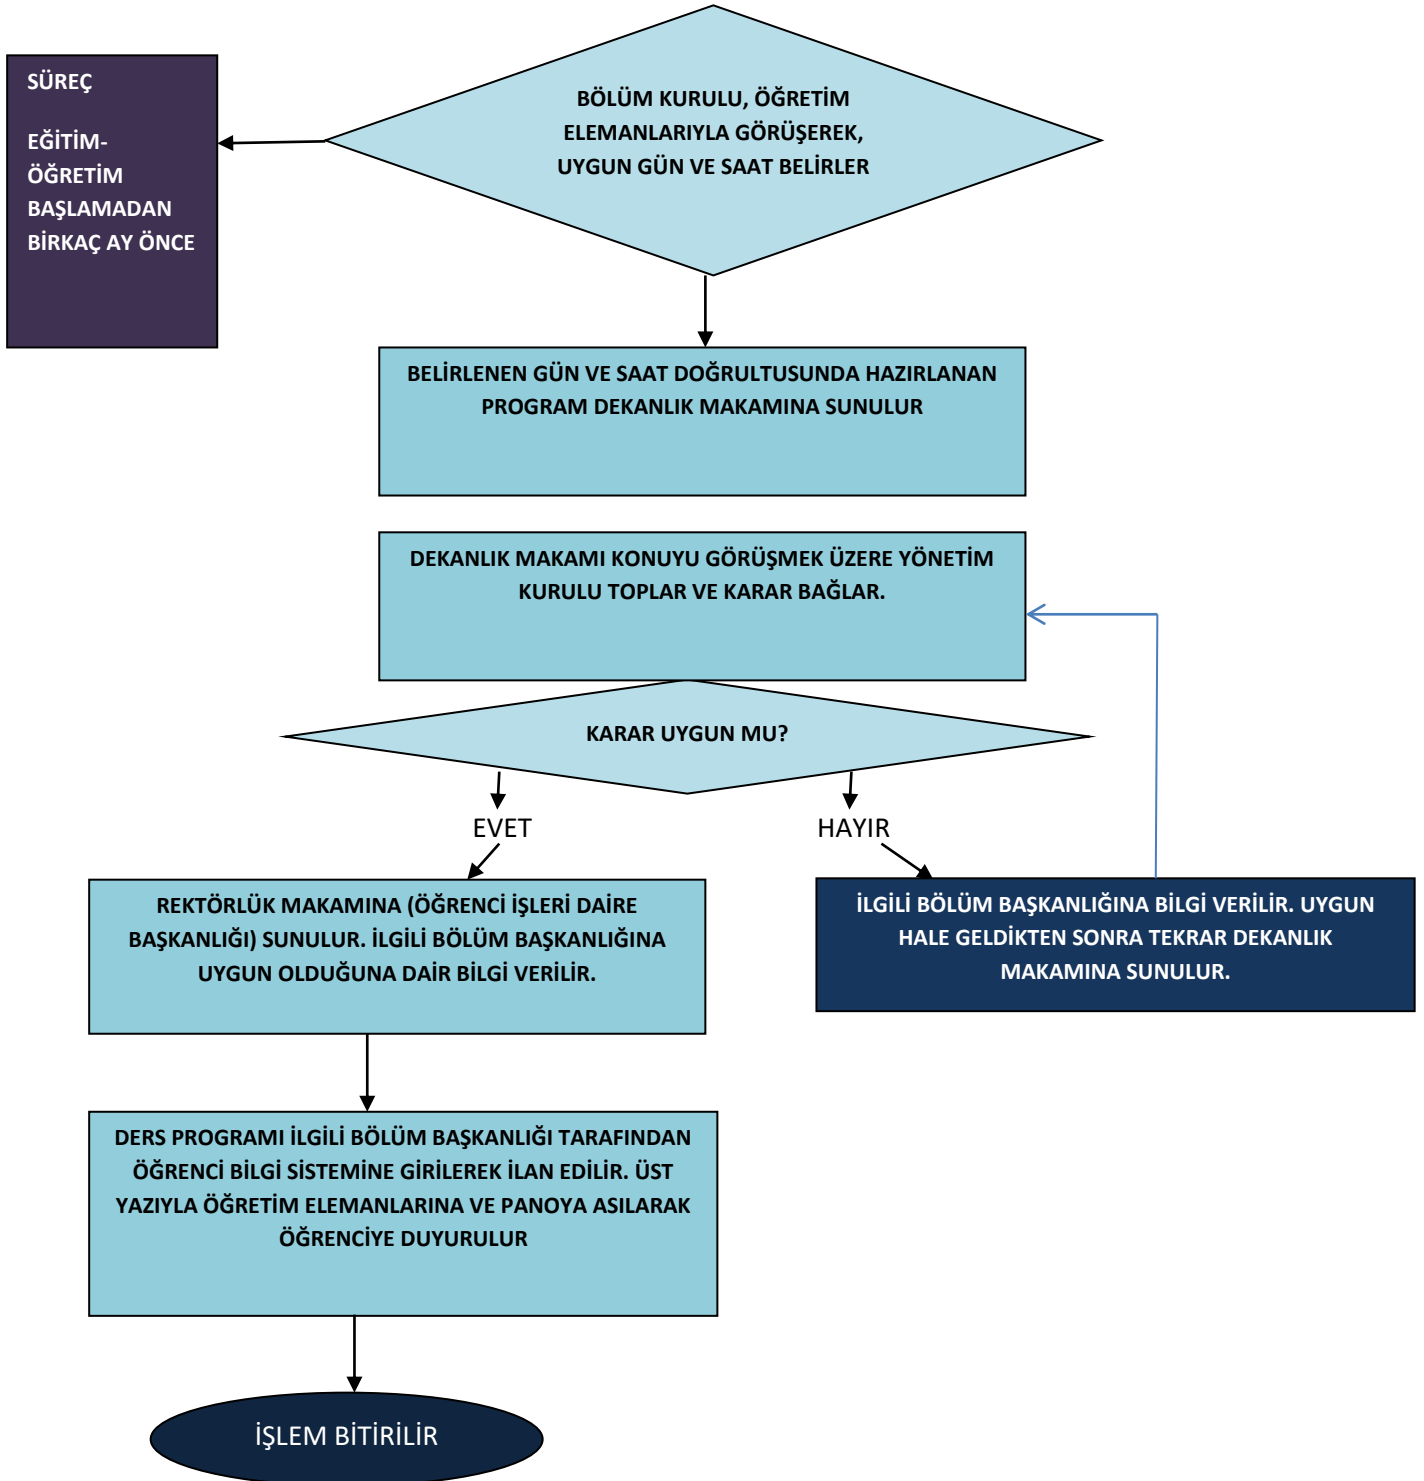 SÜREÇ
EĞİTİM-
ÖĞRETİM
BAŞLAMADAN
BİRKAÇ AY ÖNCE
BÖLÜM KURULU, ÖĞRETİM
ELEMANLARIYLA GÖRÜŞEREK,
UYGUN GÜN VE SAAT BELİRLER
BELİRLENEN GÜN VE SAAT DOĞRULTUSUNDA HAZIRLANAN
PROGRAM DEKANLIK MAKAMINA SUNULUR
DEKANLIK MAKAMI KONUYU GÖRÜŞMEK ÜZERE YÖNETİM
KURULU TOPLAR VE KARAR BAĞLAR.
KARAR UYGUN MU?
EVET
HAYIR
REKTÖRLÜK MAKAMINA (ÖĞRENCİ İŞLERİ DAİRE
BAŞKANLIĞI) SUNULUR. İLGİLİ BÖLÜM BAŞKANLIĞINA
UYGUN OLDUĞUNA DAİR BİLGİ VERİLİR.
İLGİLİ BÖLÜM BAŞKANLIĞINA BİLGİ VERİLİR. UYGUN
HALE GELDİKTEN SONRA TEKRAR DEKANLIK
MAKAMINA SUNULUR.
DERS PROGRAMI İLGİLİ BÖLÜM BAŞKANLIĞI TARAFINDAN
ÖĞRENCİ BİLGİ SİSTEMİNE GİRİLEREK İLAN EDİLİR. ÜST
YAZIYLA ÖĞRETİM ELEMANLARINA VE PANOYA ASILARAK
ÖĞRENCİYE DUYURULUR
İŞLEM BİTİRİLİR